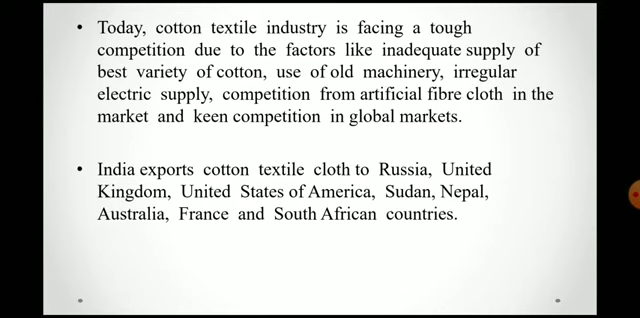 • Today, cotton textile industry is facing a tough
competition due to the factors like inadequate supply of
best variety of cotton, use of old machinery, irregular
electric supply, competition from artificial fibre cloth in the
market and keen competition in global markets.
• India exports cotton textile cloth to Russia, United
Kingdom, United States of America, Sudan, Nepal,
Australia, France and South African countries.